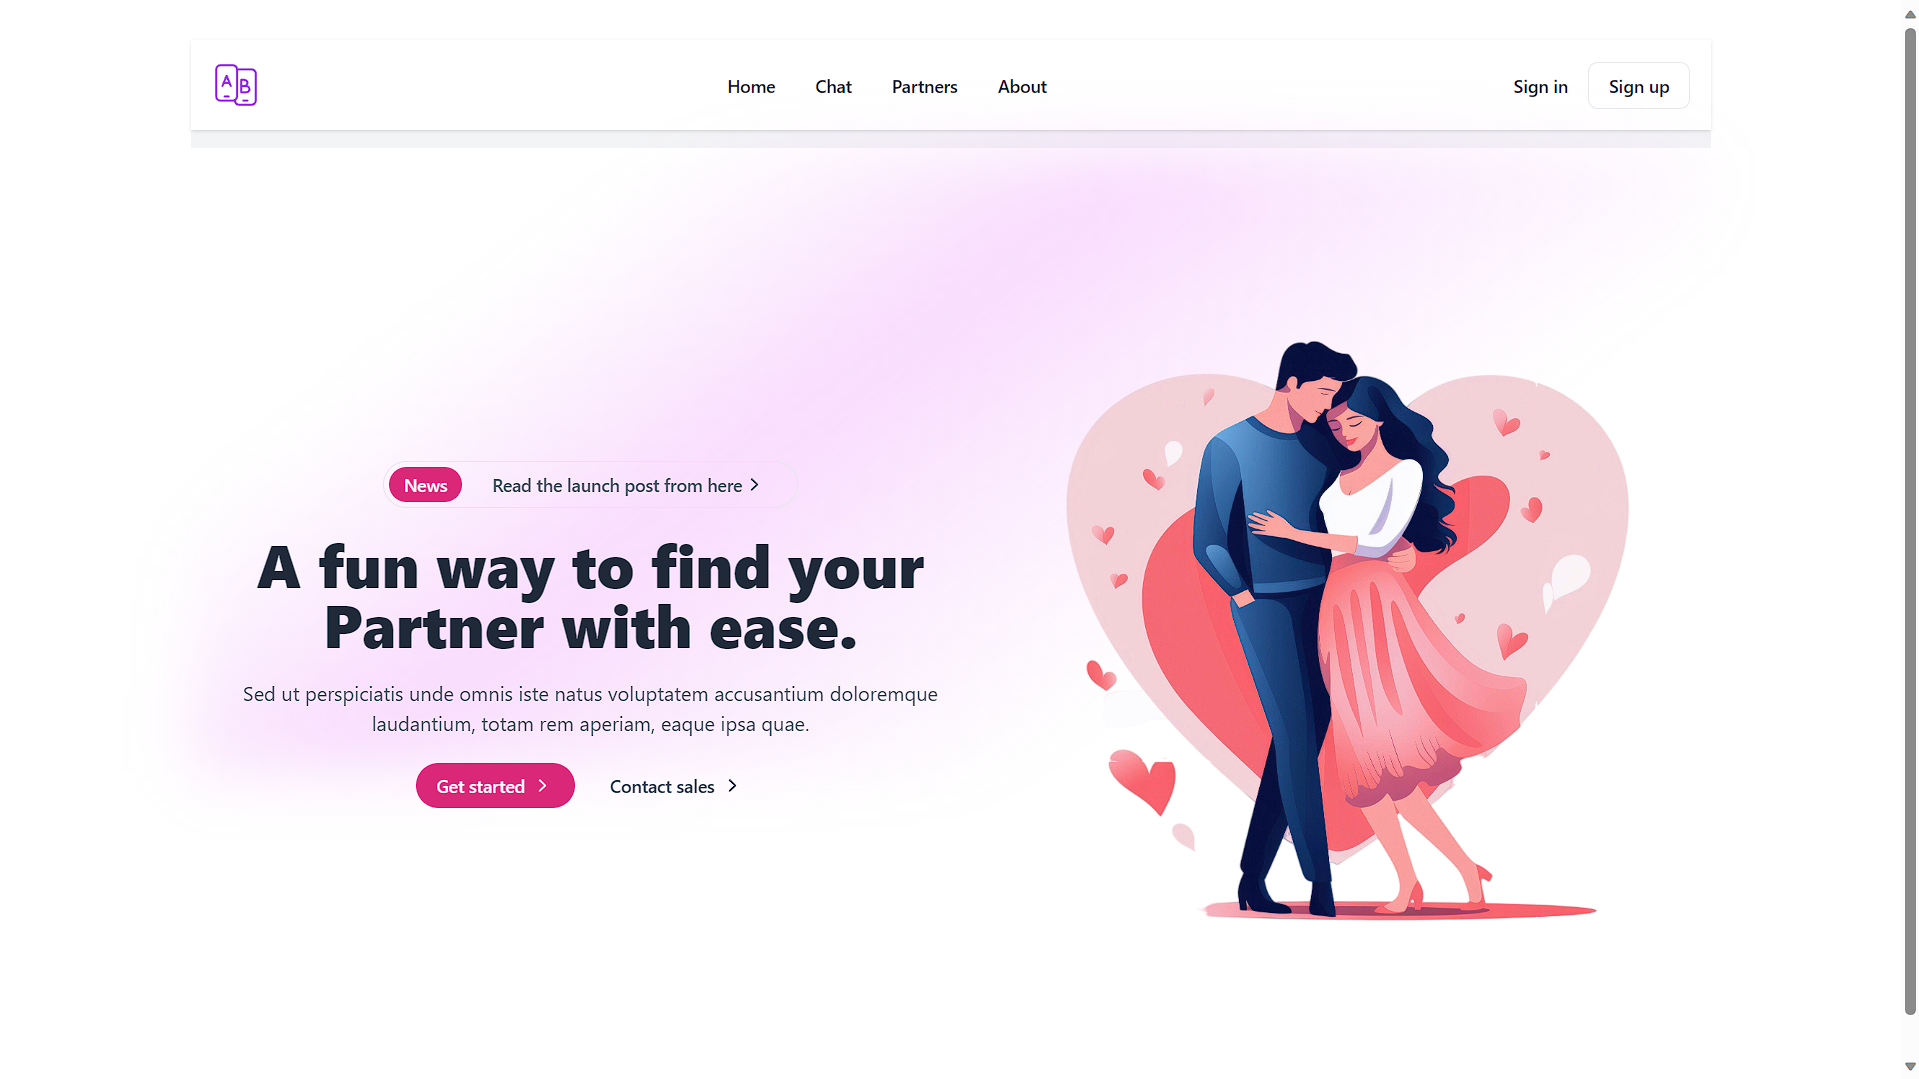 A B
Home Chat Partners About
Sign in Sign up
News Read the launch post from here
A fun way to find your
Partner with ease.
Sed ut perspiciatis unde omnis iste natus voluptatem accusantium doloremque
laudantium, totam rem aperiam, eaque ipsa quae.
Get started Contact sales